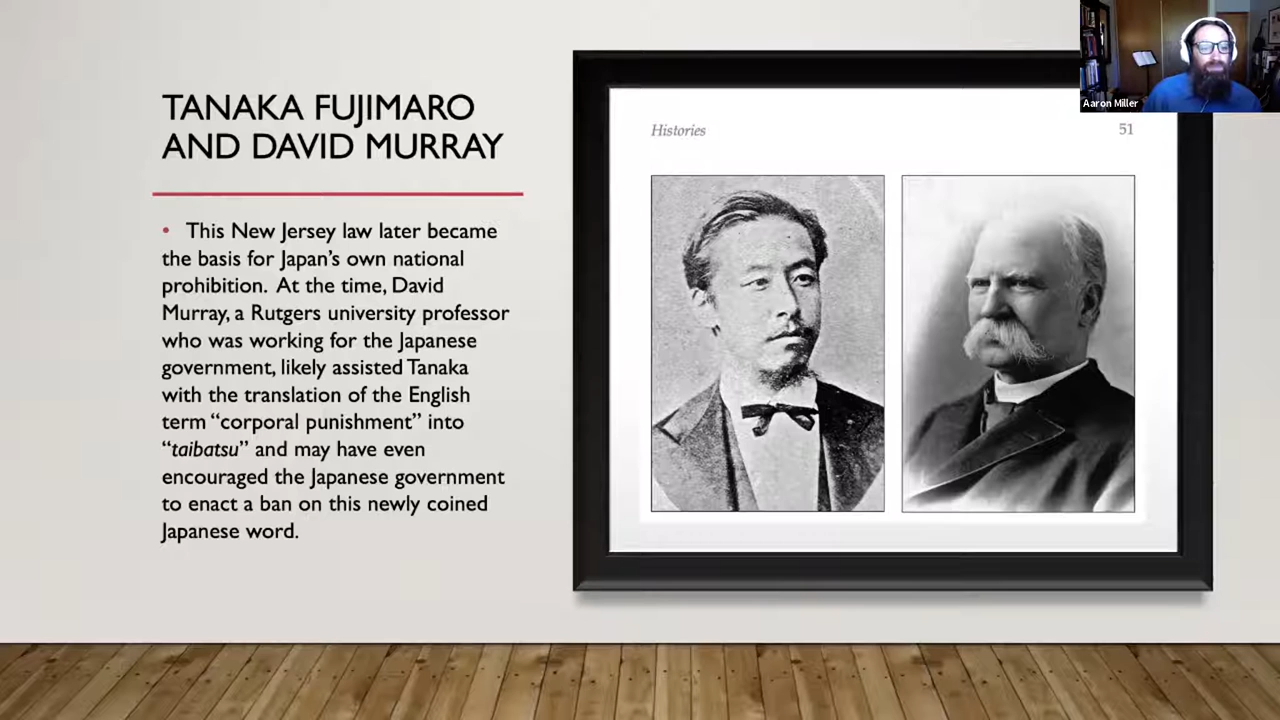 TANAKA FUJIMARO
AND DAVID MURRAY
• This New Jersey law later became
the basis for Japan's own national
prohibition. At the time, David
Murray, a Rutgers university professor
who was working for the Japanese
government, likely assisted Tanaka
with the translation of the English
term “corporal punishment” into
“taibatsu” and may have even
encouraged the Japanese government
to enact a ban on this newly coined
Japanese word.
Histories 51
Aaron Miller